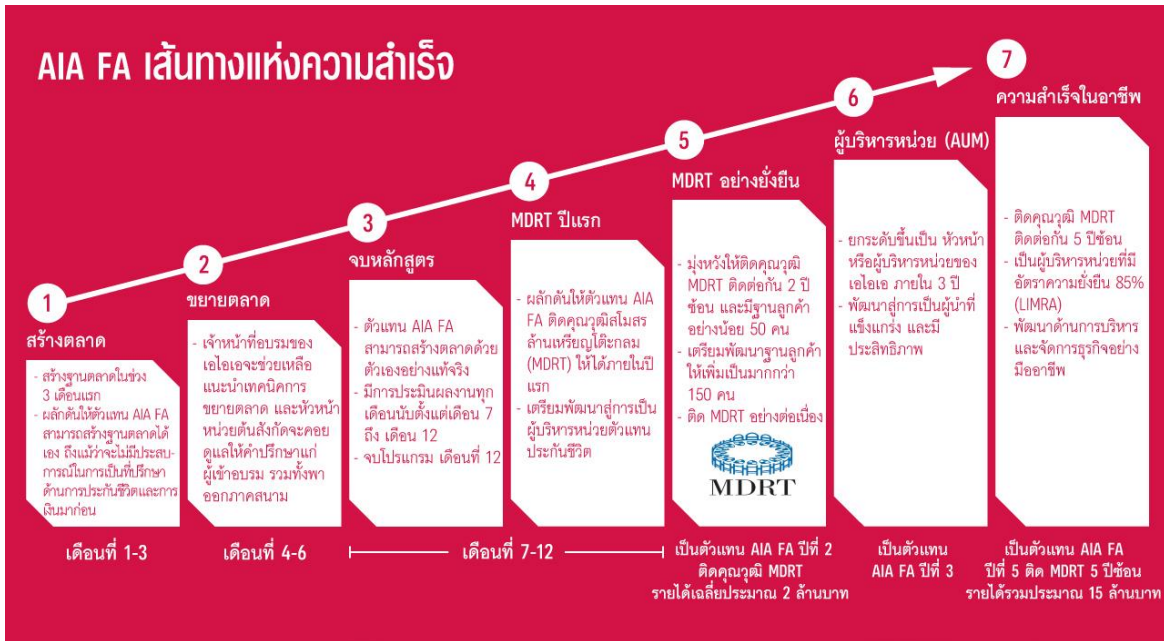 AIA FA เส้นทางแห่งความสำเร็จ
1
สร้างตลาด
- สร้างฐานตลาดในช่วง
3 เดือนแรก
- ผลักดันให้ตัวแทน AIA FA
สามารถสร้างฐานตลาดได้
เอง ถึงแม้ว่าจะไม่มีประสบ-
การณ์ในการเป็นที่ปรึกษา
ด้านการประกันชีวิตและการ
เงินมาก่อน
เดือนที่ 1-3
2
ขยายตลาด
- เจ้าหน้าที่อบรมของ
เอไอเอจะช่วยเหลือ
แนะนำเทคนิคการ
ขยายตลาด และหัวหน้า
หน่วยต้นสังกัดจะคอย
ดูแลให้คำปรึกษาแก่
ผู้เข้าอบรม รวมทั้งพา
ออกภาคสนาม
เดือนที่ 4-6
3
จบหลักสูตร
- ตัวแทน AIA FA
สามารถสร้างตลาดด้วย
ตัวเองอย่างแท้จริง
- มีการประมินผลงานทุก
เดือนนับตั้งแต่เดือน 7
ถึง เดือน 12
- จบโปรแกรม เดือนที่ 12
4
MDRT ปีแรก
- ผลักดันให้ตัวแทน AIA
FA ติดคุณวุฒิสโมสร
ล้านเหรียญโต๊ะกลม
(MDRT) ให้ได้ภายในปี
แรก
- เตรียมพัฒนาสู่การเป็น
ผู้บริหารหน่วยตัวแทน
ประกันชีวิต
เดือนที่ 7-12
5
MDRT อย่างยั่งยืน
- มุ่งหวังให้ติดคุณวุฒิ
MDRT ติดต่อกัน 2 ปี
ซ้อน และมีฐานลูกค้า
อย่างน้อย 50 คน
- เตรียมพัฒนาฐานลูกค้า
ให้เพิ่มเป็นมากกว่า
150 คน
- ติด MDRT อย่างต่อเนื่อง
MDRT
เป็นตัวแทน AIA FA ปีที่ 2
ติดคุณวุฒิ MDRT
รายได้เฉลี่ยประมาณ 2 ล้านบาท
6
ผู้บริหารหน่วย (AUM)
- ยกระดับขึ้นเป็น หัวหน้า
หรือผู้บริหารหน่วยของ
เอไอเอ ภายใน 3 ปี
- พัฒนาสู่การเป็นผู้นำที่
แข็งแกร่ง และมี
ประสิทธิภาพ
เป็นตัวแทน
AIA FA ปีที่ 3
7
ความสำเร็จในอาชีพ
- ติดคุณวุฒิ MDRT
ติดต่อกัน 5 ปีซ้อน
- เป็นผู้บริหารหน่วยที่มี
อัตราความยั่งยืน 85%
(LIMRA)
- พัฒนาด้านการบริหาร
และจัดการธุรกิจอย่าง
มืออาชีพ
เป็นตัวแทน AIA FA
ปีที่ 5 ติด MDRT 5 ปีซ้อน
รายได้รวมประมาณ 15 ล้านบาท